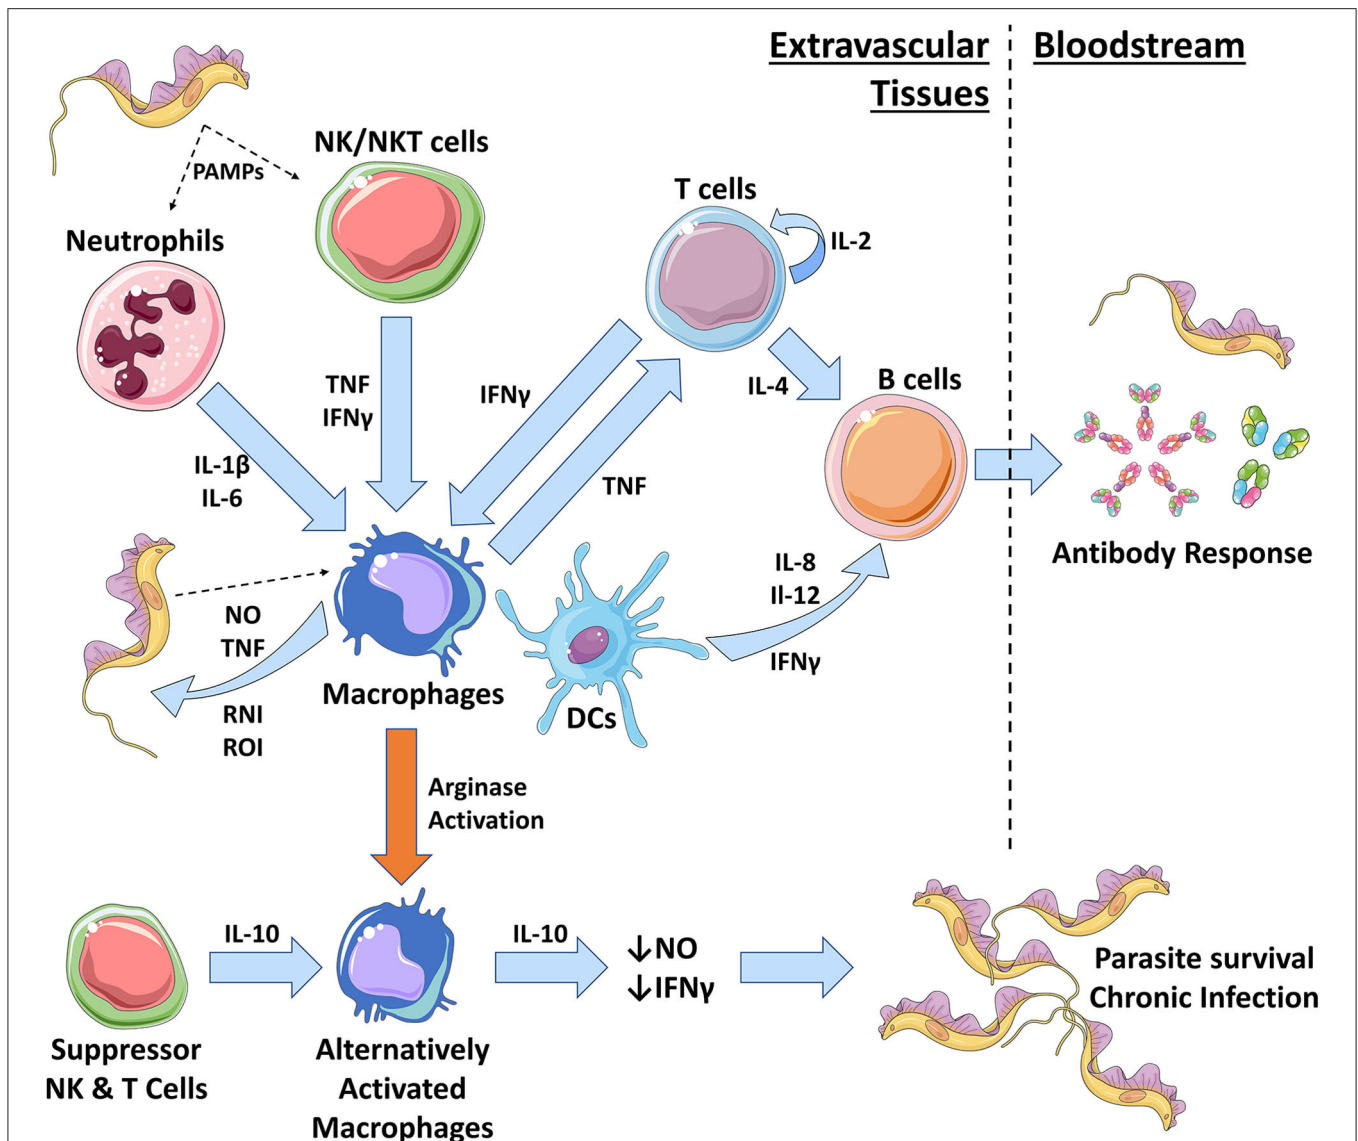 Extravascular
Tissues
Bloodstream
PAMPs
NK/NKT cells
Neutrophils
T cells
IL-2
TNF
IFNγ
IFNγ
IL-4
B cells
IL-1β
IL-6
TNF
Antibody Response
IL-8
Il-12
IFNγ
NO
TNF
RNI
ROI
Macrophages
DCs
Arginase
Activation
IL-10
IL-10
↓NO
↓IFNγ
Parasite survival
Chronic Infection
Suppressor
NK & T Cells
Alternatively
Activated
Macrophages